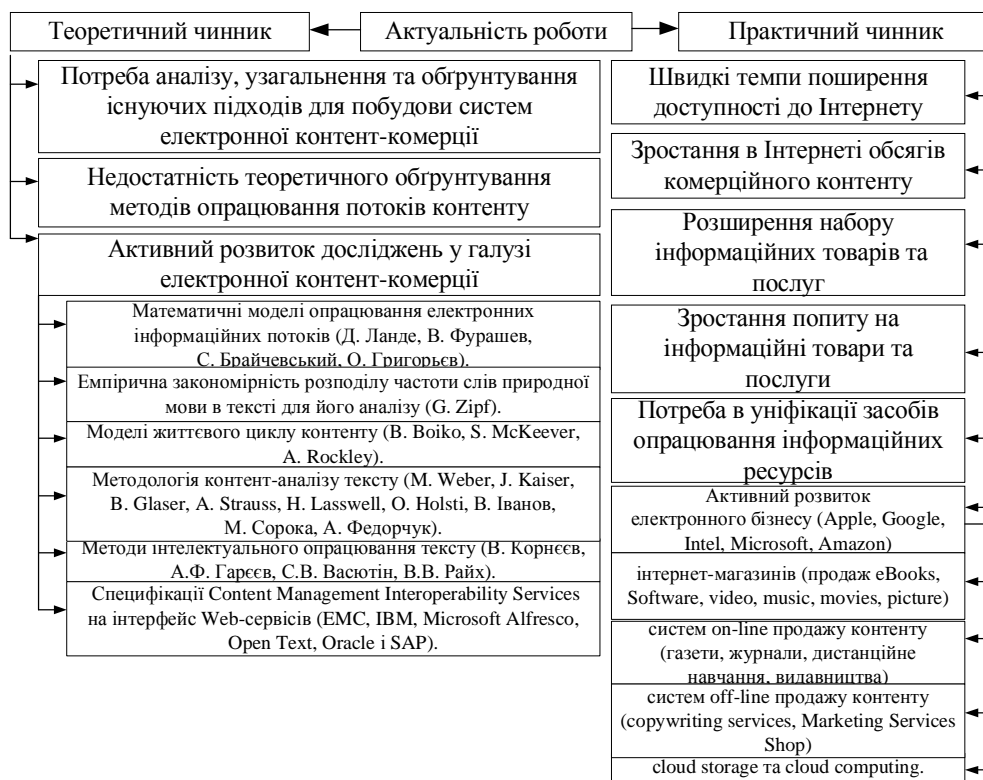 Теоретичний чинник
Актуальність роботи
Практичний чинник
Потреба аналізу, узагальнення та обґрунтування
існуючих підходів для побудови систем
електронної контент-комерції
Недостатність теоретичного обґрунтування
методів опрацювання потоків контенту
Активний розвиток досліджень у галузі
електронної контент-комерції
Математичні моделі опрацювання електронних
інформаційних потоків (Д. Ланде, В. Фурашев,
С. Брайчевський, О. Григорьєв).
Емпірична закономірність розподілу частоти слів природної
мови в тексті для його аналізу (G. Zipf).
Моделі життєвого циклу контенту (B. Boiko, S. McKeever,
A. Rockley).
Методологія контент-аналізу тексту (M. Weber, J. Kaiser,
B. Glaser, A. Strauss, H. Lasswell, O. Holsti, В. Іванов,
М. Сорока, А. Федорчук).
Методи інтелектуального опрацювання тексту (В. Корнєєв,
А.Ф. Гарєєв, С.В. Васютін, В.В. Райх).
Специфікації Content Management Interoperability Services
на інтерфейс Web-сервісів (EMC, IBM, Microsoft Alfresco,
Open Text, Oracle і SAP).
Швидкі темпи поширення
доступності до Інтернету
Зростання в Інтернеті обсягів
комерційного контенту
Розширення набору
інформаційних товарів та
послуг
Зростання попиту на
інформаційні товари та
послуги
Потреба в уніфікації засобів
опрацювання інформаційних
ресурсів
Активний розвиток
електронного бізнесу (Apple, Google,
Intel, Microsoft, Amazon)
інтернет-магазинів (продаж eBooks,
Software, video, music, movies, picture)
систем on-line продажу контенту
(газети, журнали, дистанційне
навчання, видавництва)
систем off-line продажу контенту
(copywriting services, Marketing Services
Shop)
cloud storage та cloud computing.